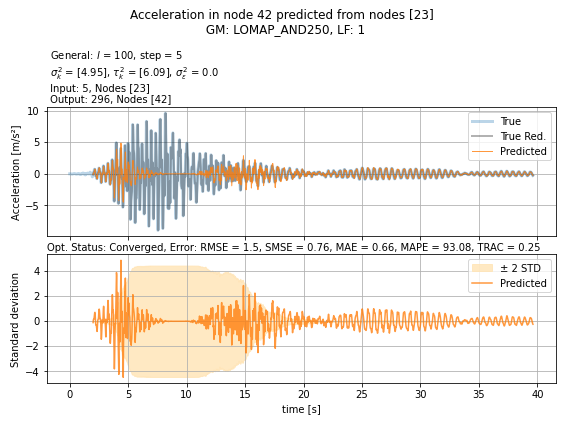 Acceleration in node 42 predicted from nodes [23]
GM: LOMAP_AND250, LF: 1
General: l = 100, step = 5
σ²ₖ = [4.95], τ²ₖ = [6.09], σ²ε = 0.0
Input: 5, Nodes [23]
Output: 296, Nodes [42]
10
5
0
−5
Acceleration [m/s²]
True
True Red.
Predicted
Opt. Status: Converged, Error: RMSE = 1.5, SMSE = 0.76, MAE = 0.66, MAPE = 93.08, TRAC = 0.25
4
2
0
−2
−4
Standard deviation
± 2 STD
Predicted
0 5 10 15 20 25 30 35 40
time [s]